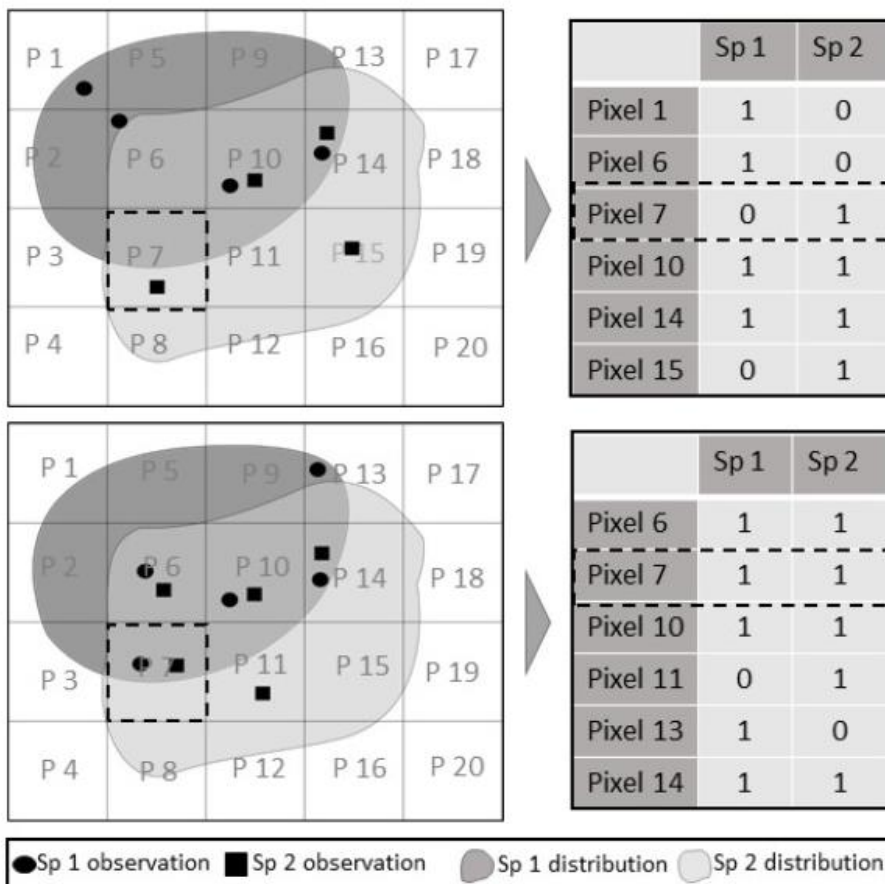 P 1 P 5 P 9 P 13 P 17
P 2 P 6 P 10 P 14 P 18
P 3 P 7 P 11 P 15 P 19
P 4 P 8 P 12 P 16 P 20
Sp 1 Sp 2
Pixel 1 1 0
Pixel 6 1 0
Pixel 7 0 1
Pixel 10 1 1
Pixel 14 1 1
Pixel 15 0 1
P 1 P 5 P 9 P 13 P 17
P 2 P 6 P 10 P 14 P 18
P 3 P 7 P 11 P 15 P 19
P 4 P 8 P 12 P 16 P 20
Sp 1 Sp 2
Pixel 6 1 1
Pixel 7 1 1
Pixel 10 1 1
Pixel 11 0 1
Pixel 13 1 0
Pixel 14 1 1
Sp 1 observation Sp 2 observation Sp 1 distribution Sp 2 distribution